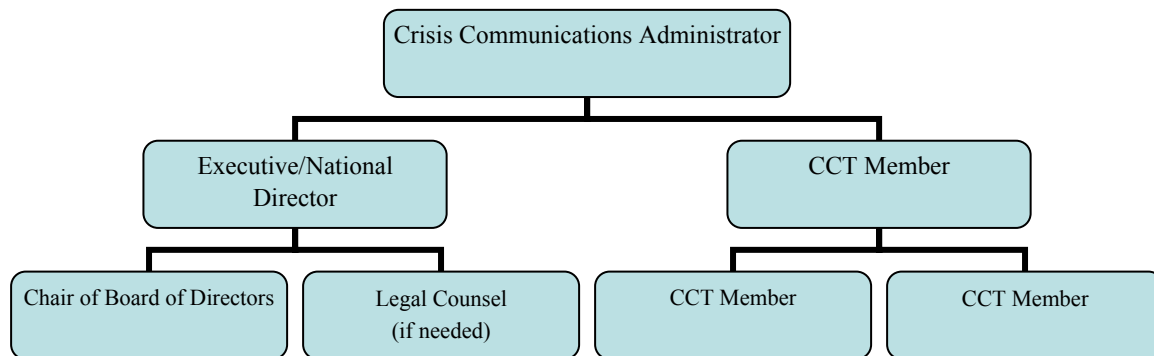 Crisis Communications Administrator
Executive/National
Director
CCT Member
Chair of Board of Directors
Legal Counsel
(if needed)
CCT Member
CCT Member